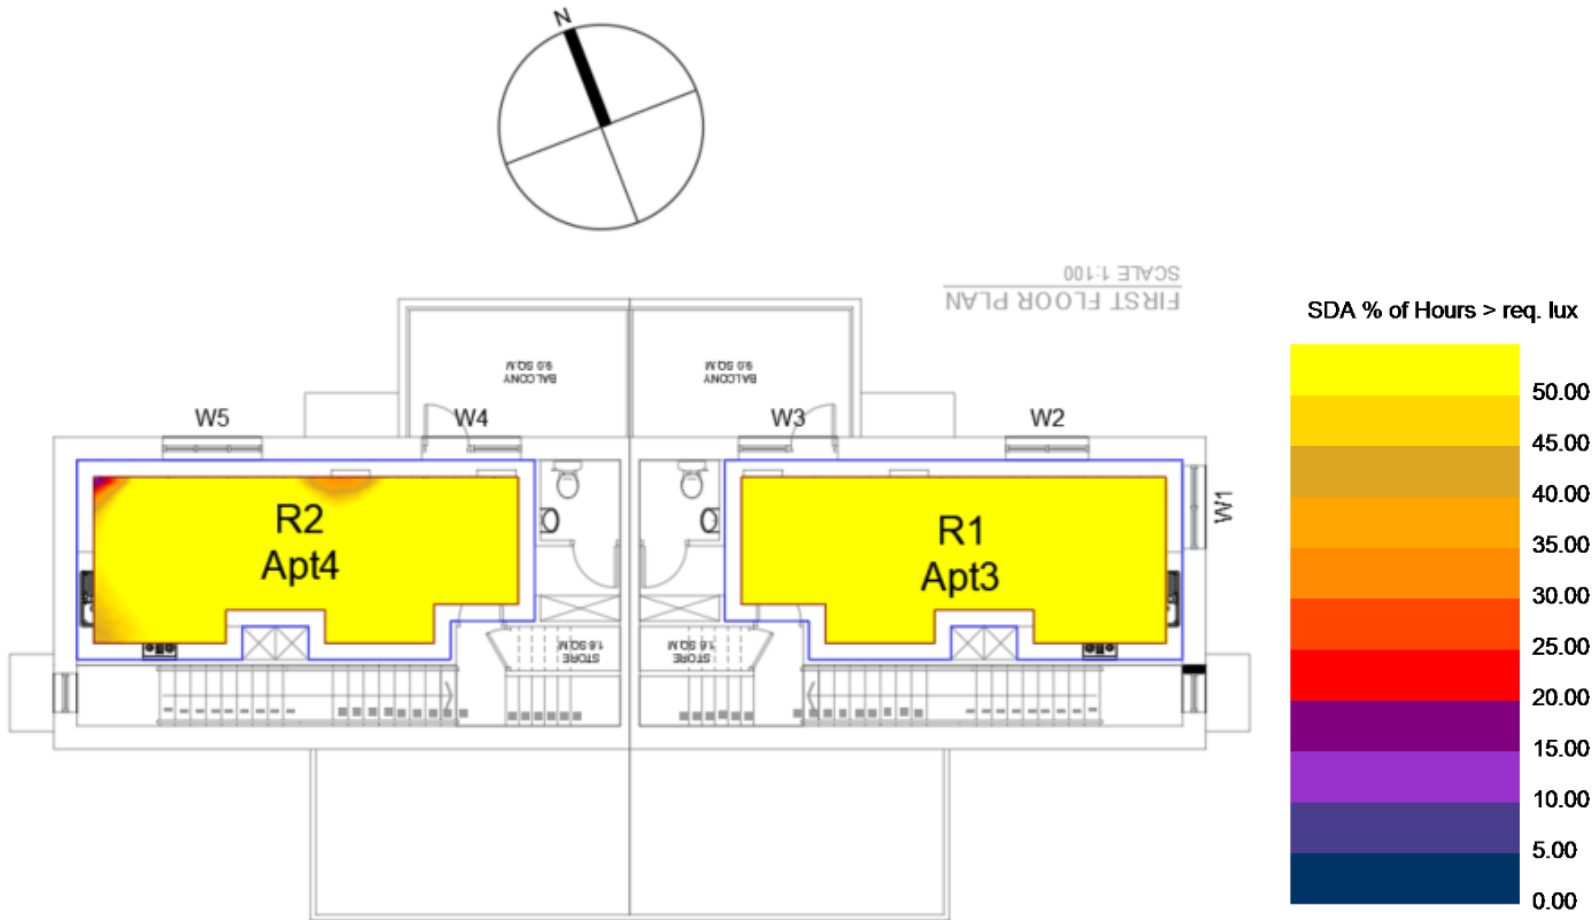 N
SCALE 1:100
FIRST FLOOR PLAN
SDA % of Hours > req. lux
50.00
45.00
40.00
35.00
30.00
25.00
20.00
15.00
10.00
5.00
0.00
BALCONY
9.0 SQ.M
BALCONY
9.0 SQ.M
W5
W4
W3
W2
W1
R2
Apt4
R1
Apt3
STORE
1.6 SQ.M
STORE
1.6 SQ.M